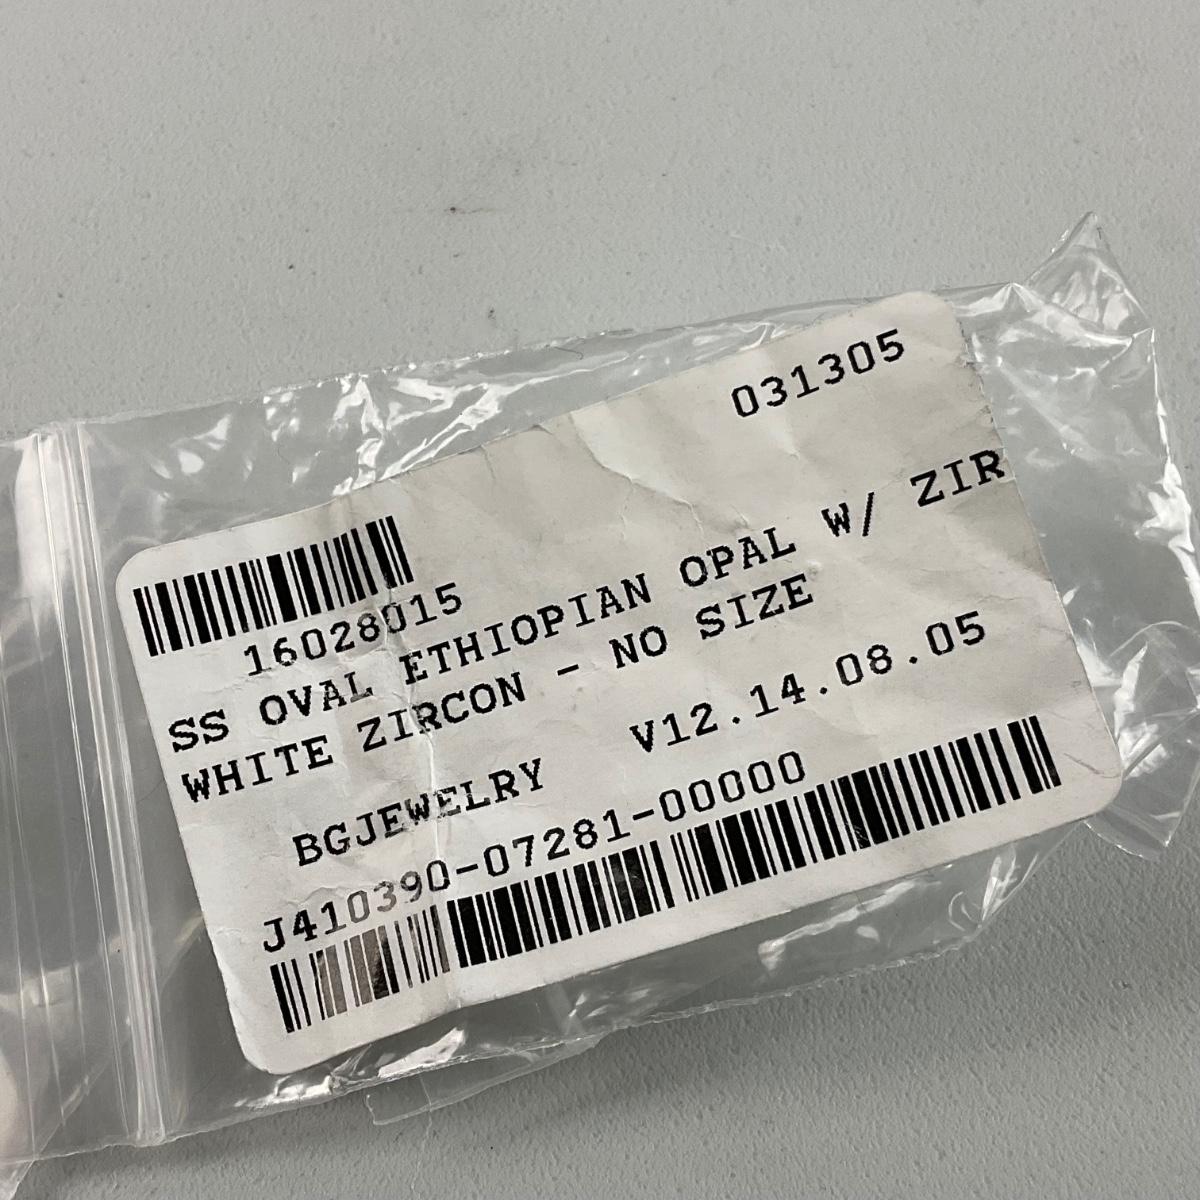 031305
16028015
SS OVAL ETHIOPIAN OPAL W/ ZIR
WHITE ZIRCON - NO SIZE
BGJEWELRY V12.14.08.05
J410390-07281-00000